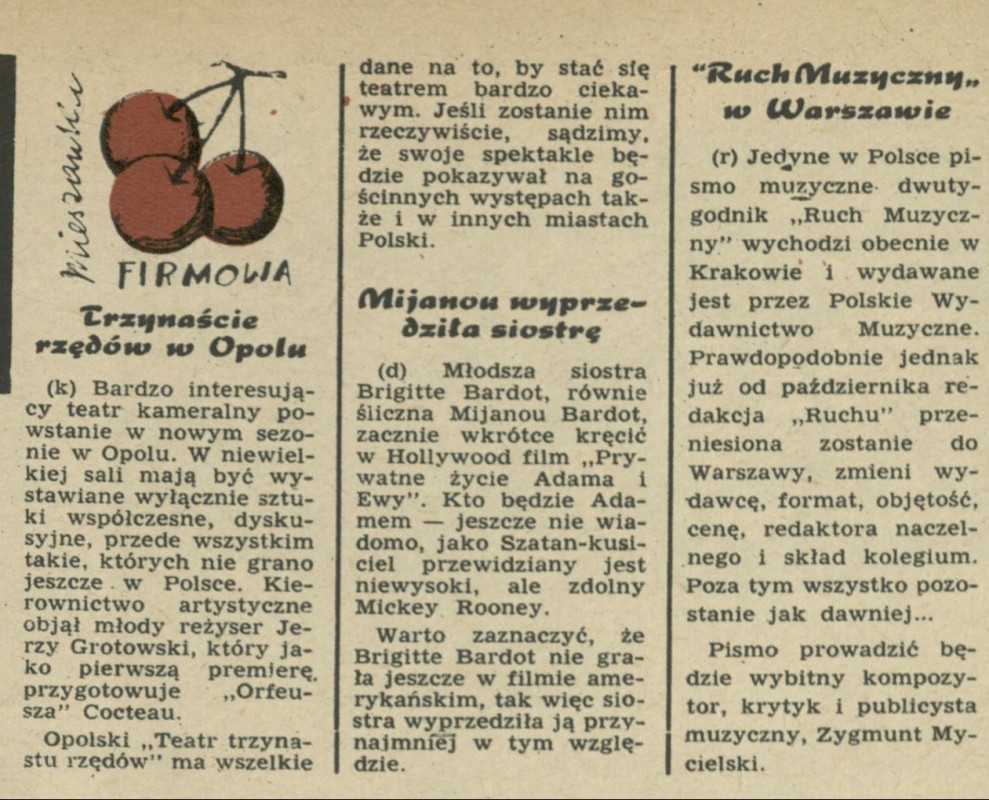 Mieszanka
FIRMOWA
Trzynaście
rzędów w Opolu
(k) Bardzo interesują-
cy teatr kameralny po-
wstanie w nowym sezo-
nie w Opolu. W niewiel-
kiej sali mają być wy-
stawiane wyłącznie sztu-
ki współczesne, dysku-
syjne, przede wszystkim
takie, których nie grano
jeszcze w Polsce. Kie-
rownictwo artystyczne
objął młody reżyser Je-
rzy Grotowski, który ja-
ko pierwszą premierę
przygotowuje „Orfeu-
sza” Cocteau.
Opolski „Teatr trzyna-
stu rzędów” ma wszelkie
dane na to, by stać się
teatrem bardzo cieka-
wym. Jeśli zostanie nim
rzeczywiście, sądzimy,
że swoje spektakle bę-
dzie pokazywał na go-
ścinnych występach tak-
że i w innych miastach
Polski.
Mijanou wyprze-
dziła siostrę
(d) Młodsza siostra
Brigitte Bardot, równie
śliczna Mijanou Bardot,
zacznie wkrótce kręcić
w Hollywood film „Pry-
watne życie Adama i
Ewy”. Kto będzie Ada-
mem — jeszcze nie wia-
domo, jako Szatan-kusi-
ciel przewidziany jest
niewysoki, ale zdolny
Mickey Rooney.
Warto zaznaczyć, że
Brigitte Bardot nie gra-
ła jeszcze w filmie ame-
rykańskim, tak więc sio-
stra wyprzedziła ją przy-
najmniej w tym wzglę-
dzie.
“Ruch Muzyczny„
w Warszawie
(r) Jedyne w Polsce pi-
smo muzyczne dwuty-
godnik „Ruch Muzycz-
ny” wychodzi obecnie w
Krakowie i wydawane
jest przez Polskie Wy-
dawnictwo Muzyczne.
Prawdopodobnie jednak
już od października re-
dakcja „Ruchu” prze-
niesiona zostanie do
Warszawy, zmieni wy-
dawcę, format, objętość,
cenę, redaktora naczel-
nego i skład kolegium.
Poza tym wszystko pozo-
stanie jak dawniej...
Pismo prowadzić bę-
dzie wybitny kompozy-
tor, krytyk i publicysta
muzyczny, Zygmunt My-
cielski.